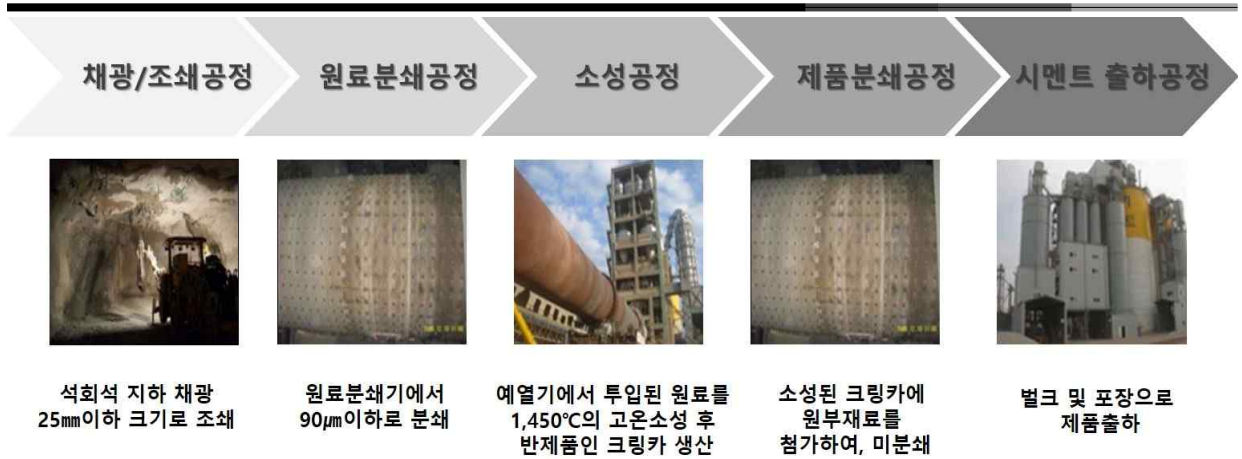 채광/조쇄공정
원료분쇄공정
소성공정
제품분쇄공정
시멘트 출하공정
석회석 지하 채광
25㎜이하 크기로 조쇄
원료분쇄기에서
90㎛이하로 분쇄
예열기에서 투입된 원료를
1,450℃의 고온소성 후
반제품인 크링카 생산
소성된 크링카에
원부재료를
첨가하여, 미분쇄
벌크 및 포장으로
제품출하